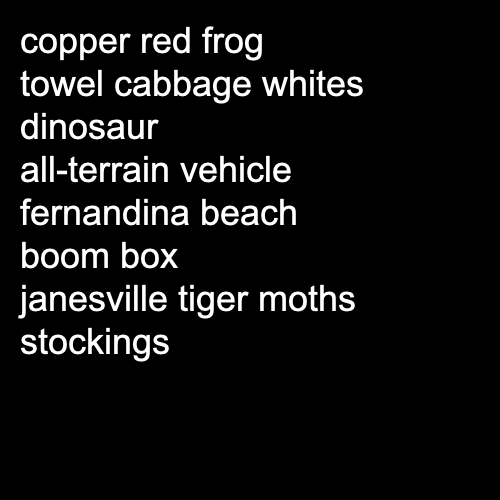 copper red frog
towel cabbage whites
dinosaur
all-terrain vehicle
fernandina beach
boom box
janesville tiger moths
stockings